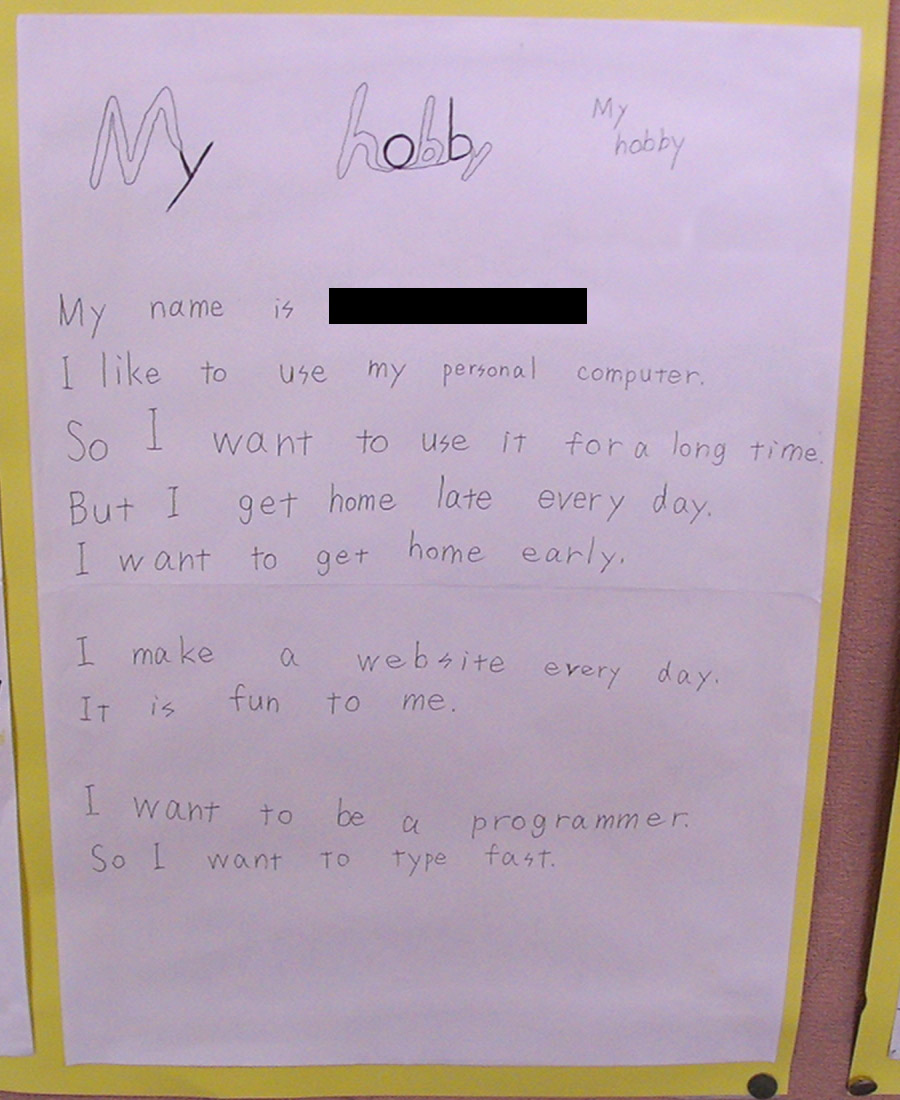 My hobby
My
hobby
My name is
I like to use my personal computer.
So I want to use it for a long time.
But I get home late every day.
I want to get home early.
I make a website every day.
It is fun to me.
I want to be a programmer.
So I want to type fast.